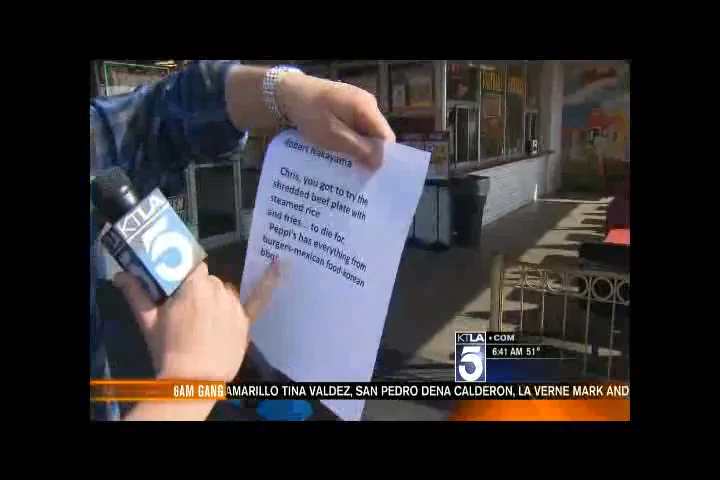 Robert Nakayama
Chris, you got to try the
shredded beef plate with
steamed rice
and fries... to die for.
Peppi's has everything from
burgers-mexican food-korean
bbq!
KTLA
5
KTLA .COM
5 6:41 AM 51°
6AM GANG AMARILLO TINA VALDEZ, SAN PEDRO DENA CALDERON, LA VERNE MARK AND